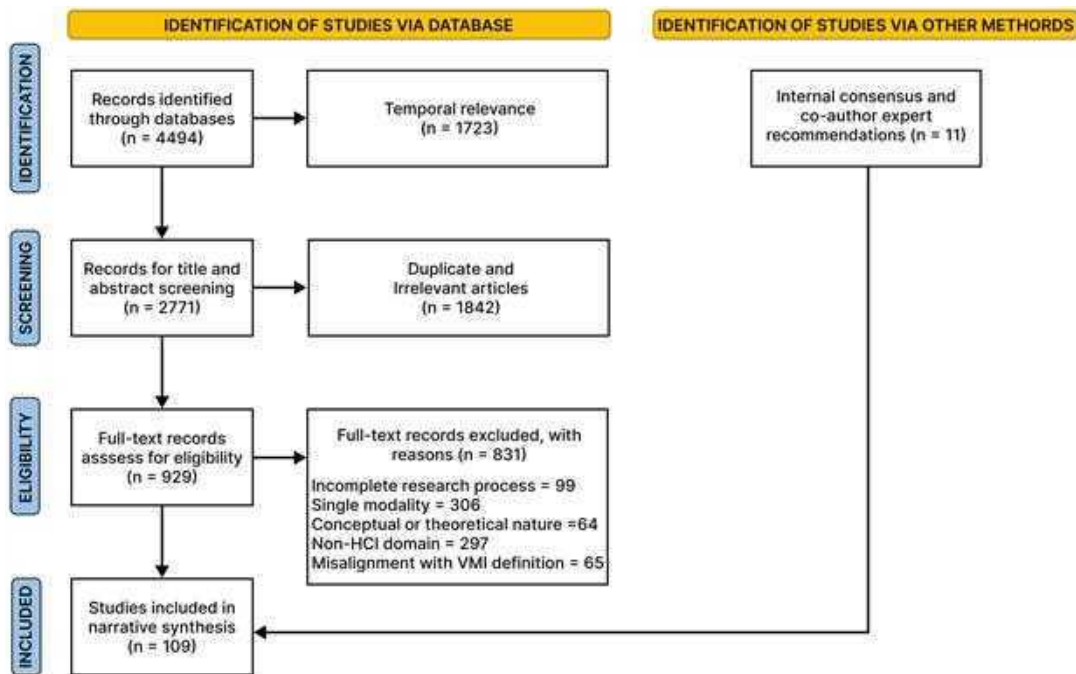 IDENTIFICATION OF STUDIES VIA DATABASE
IDENTIFICATION OF STUDIES VIA OTHER METHORDS
IDENTIFICATION
Records identified
through databases
(n = 4494)
Temporal relevance
(n = 1723)
Internal consensus and
co-author expert
recommendations (n = 11)
SCREENING
Records for title and
abstract screening
(n = 2771)
Duplicate and
Irrelevant articles
(n = 1842)
ELIGIBILITY
Full-text records
asssess for eligibility
(n = 929)
Full-text records excluded, with
reasons (n = 831)
Incomplete research process = 99
Single modality = 306
Conceptual or theoretical nature =64
Non-HCI domain = 297
Misalignment with VMI definition = 65
INCLUDED
Studies included in
narrative synthesis
(n = 109)